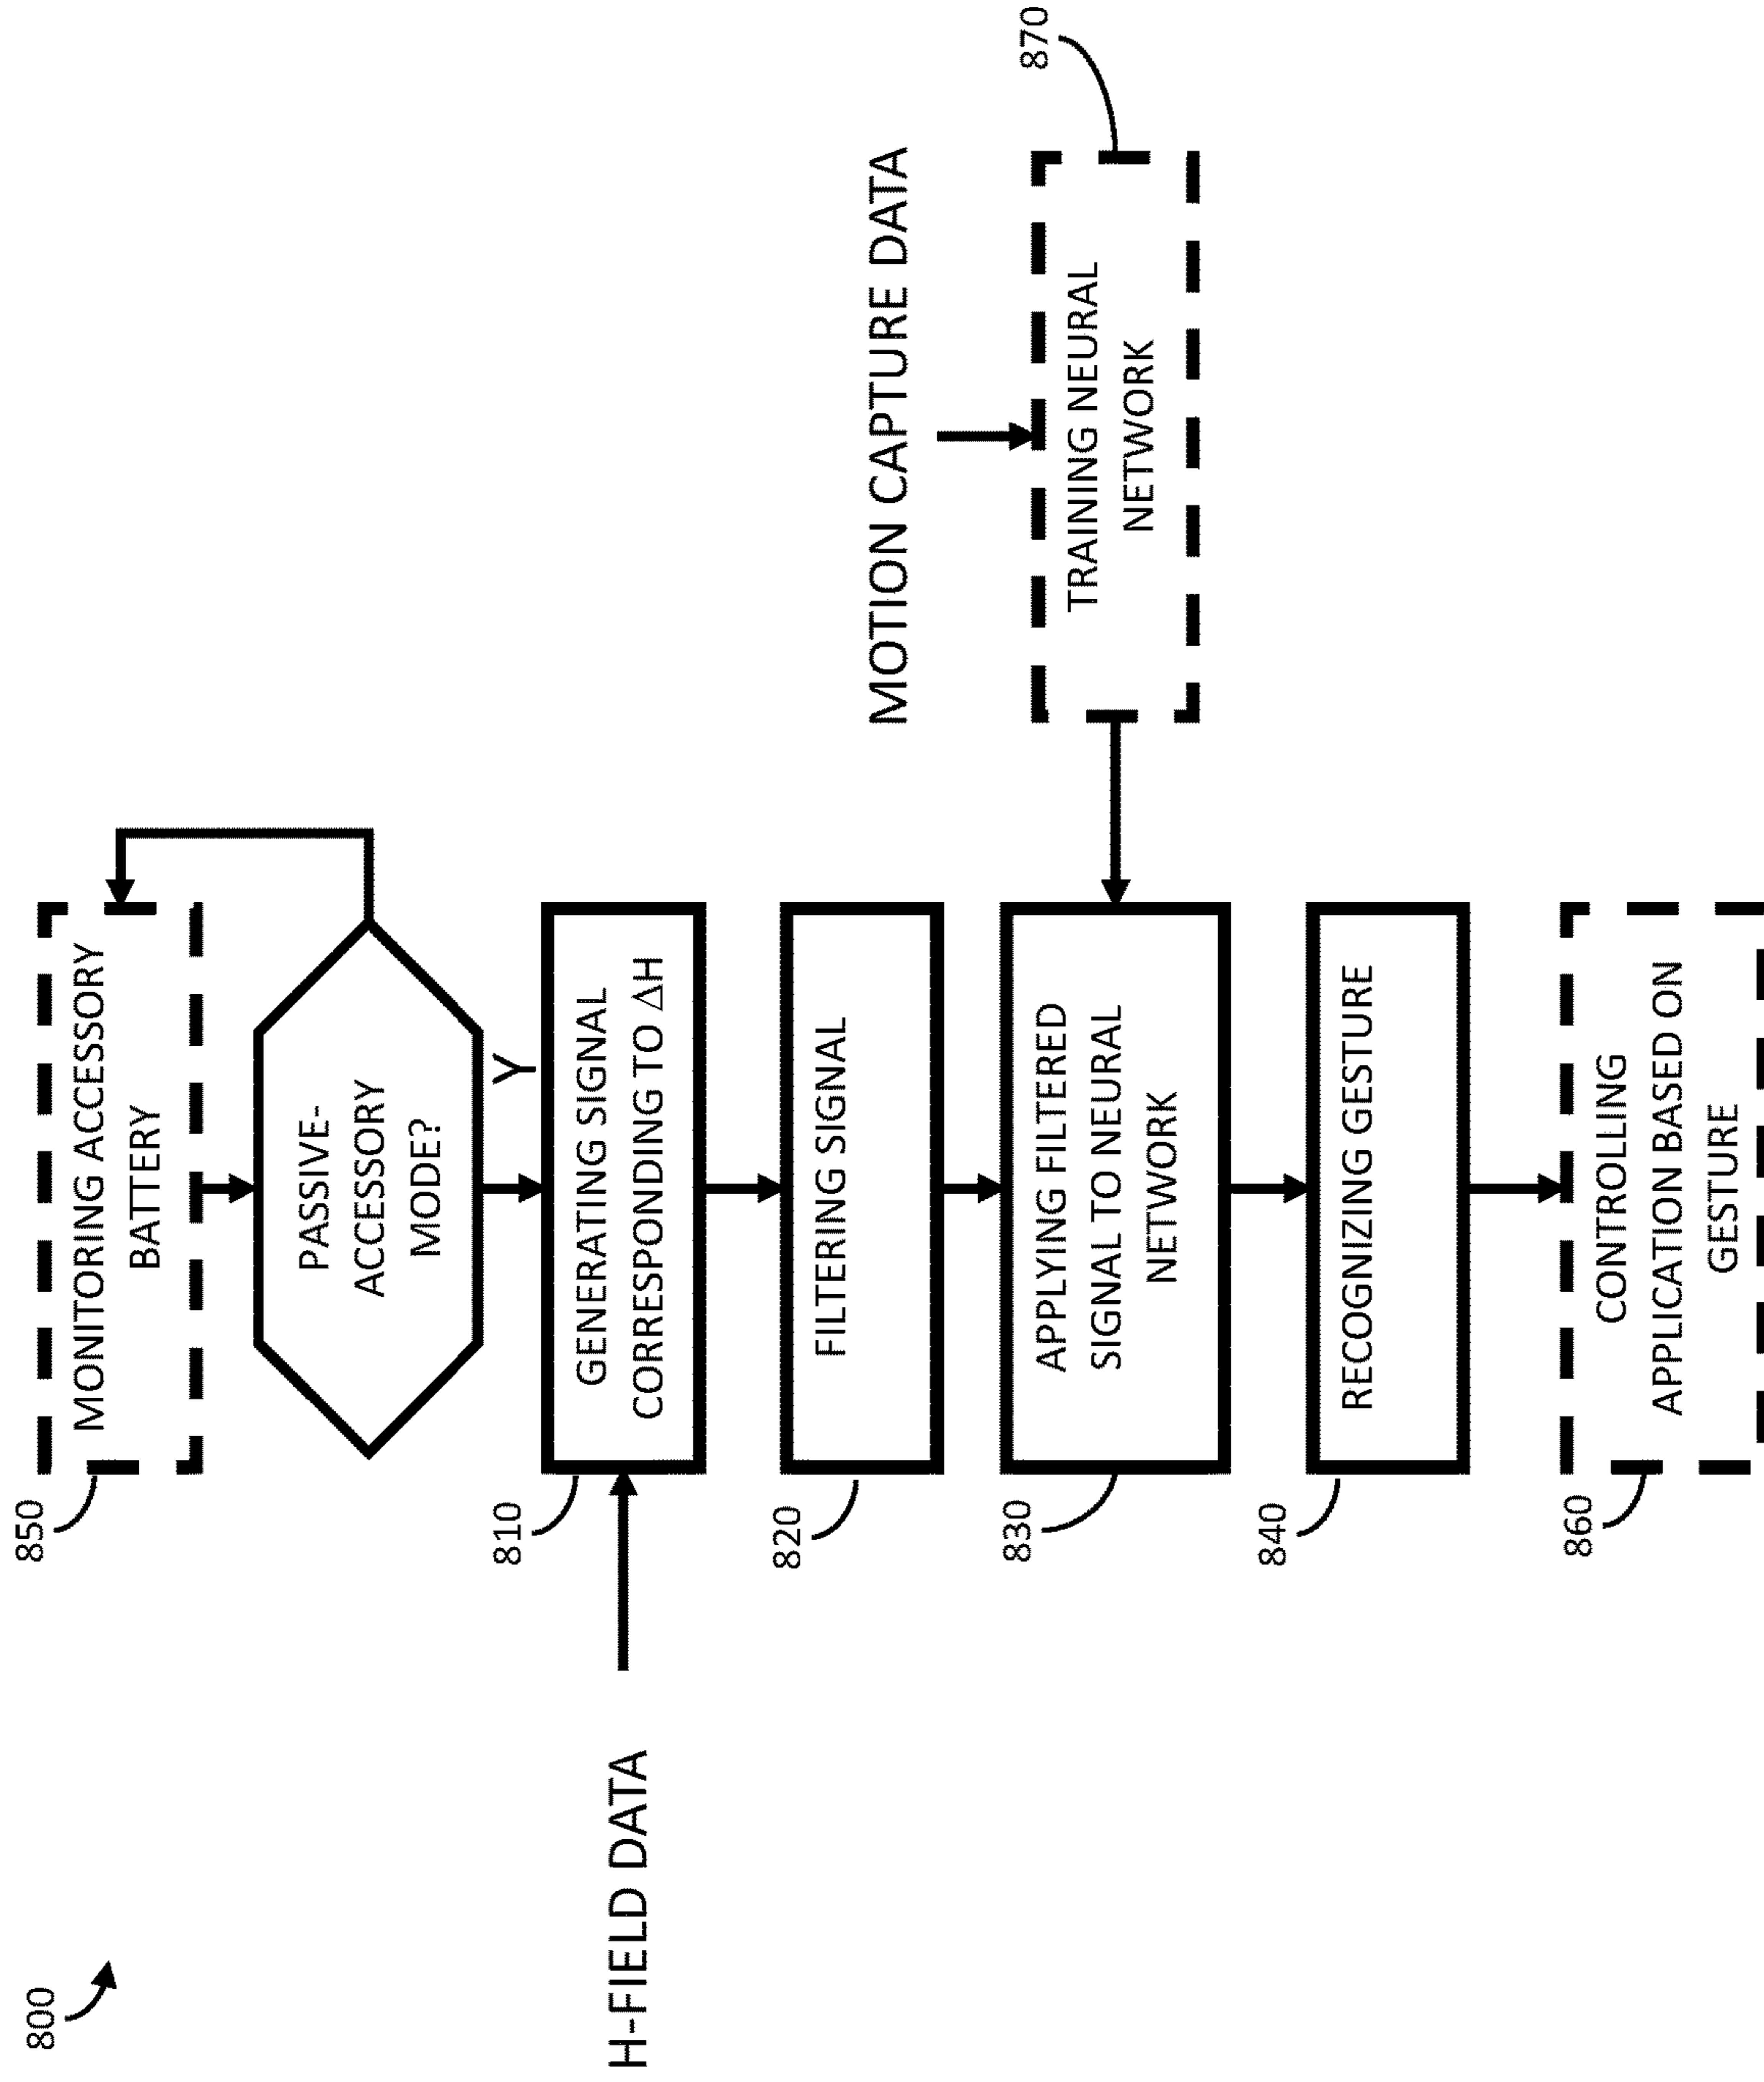 800
850
MONITORING ACCESSORY
BATTERY
PASSIVE-
ACCESSORY
MODE?
Y
H-FIELD DATA
810
GENERATING SIGNAL
CORRESPONDING TO ΔH
820
FILTERING SIGNAL
MOTION CAPTURE DATA
830
APPLYING FILTERED
SIGNAL TO NEURAL
NETWORK
870
TRAINING NEURAL
NETWORK
840
RECOGNIZING GESTURE
860
CONTROLLING
APPLICATION BASED ON
GESTURE